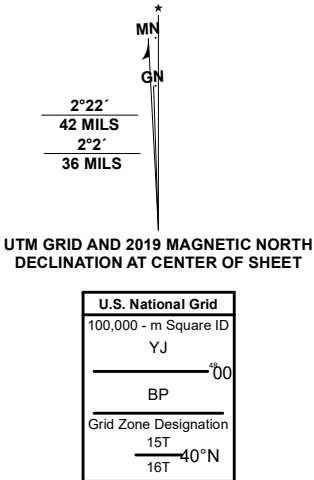 ★
MN
GN
2°22´
42 MILS
2°2´
36 MILS
UTM GRID AND 2019 MAGNETIC NORTH
DECLINATION AT CENTER OF SHEET
U.S. National Grid
100,000 - m Square ID
YJ
4800
BP
Grid Zone Designation
15T
40°N
16T